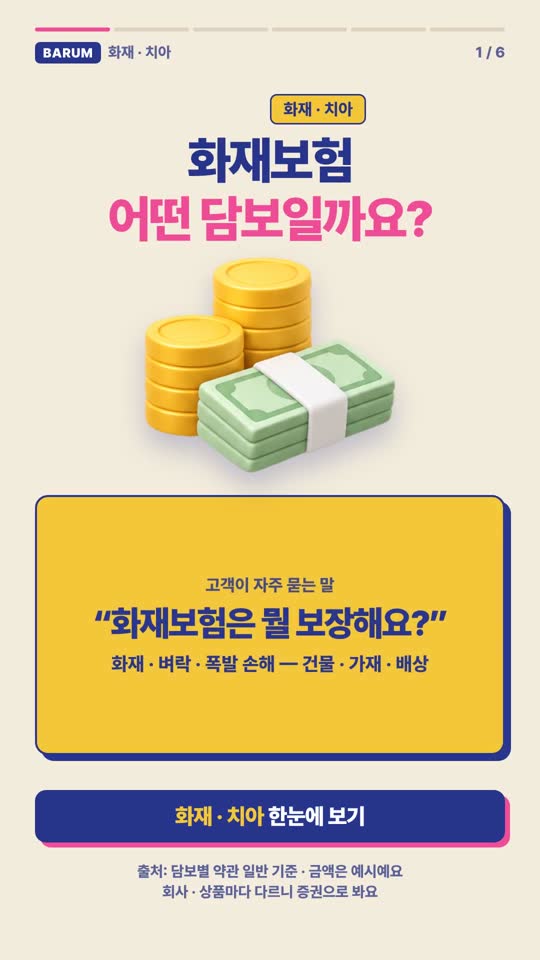 BARUM 화재 · 치아 1 / 6
화재 · 치아
화재보험
어떤 담보일까요?
고객이 자주 묻는 말
“화재보험은 뭘 보장해요?”
화재 · 벼락 · 폭발 손해 — 건물 · 가재 · 배상
화재 · 치아 한눈에 보기
출처: 담보별 약관 일반 기준 · 금액은 예시예요
회사 · 상품마다 다르니 증권으로 봐요